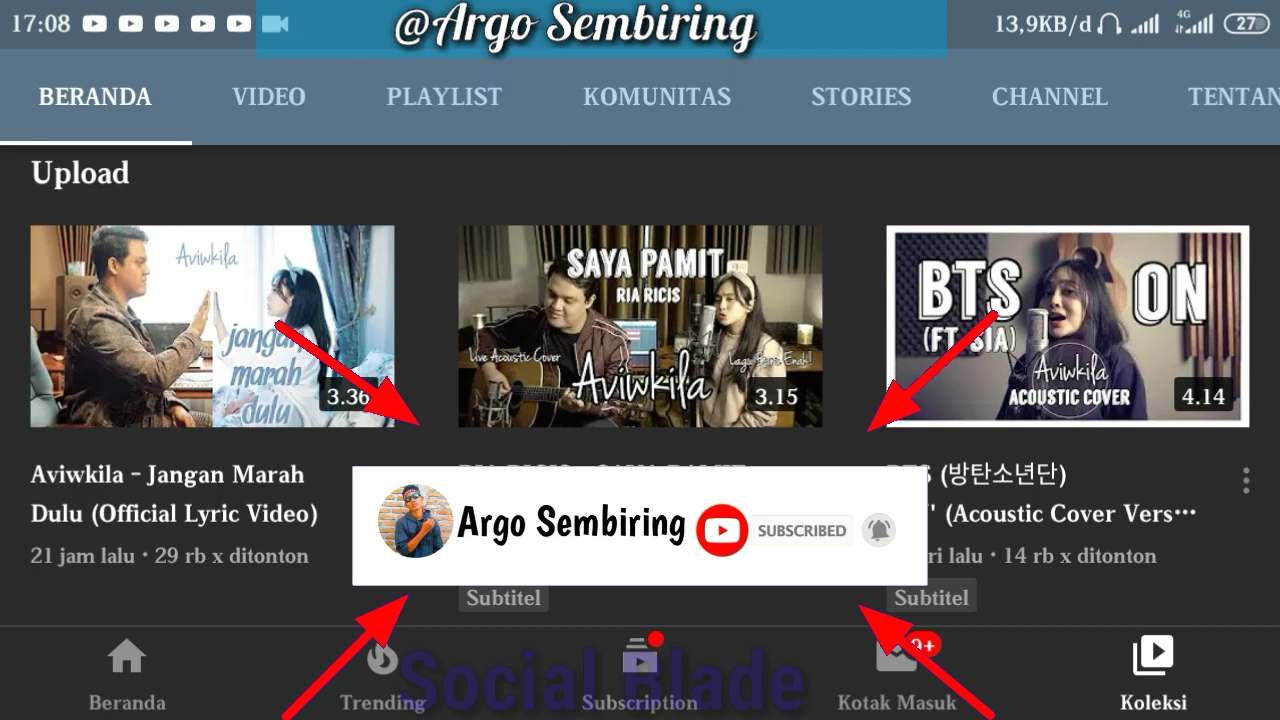 17:08
@Argo Sembiring
13,9KB/d
4G
27
BERANDA VIDEO PLAYLIST KOMUNITAS STORIES CHANNEL TENTAN
Upload
Aviwkila
jangan
marah
dulu
3.36
SAYA PAMIT
RIA RICIS
Live Acoustic Cover
Aviwkila
3.15
BTS ON
(FT. SIA)
Aviwkila
ACOUSTIC COVER
4.14
Aviwkila - Jangan Marah
Dulu (Official Lyric Video)
21 jam lalu • 29 rb x ditonton
Subtitel
(방탄소년단)
(Acoustic Cover Vers…
lalu • 14 rb x ditonton
Subtitel
Argo Sembiring
SUBSCRIBED
Social Blade
Beranda Trending Subscription Kotak Masuk Koleksi
9+